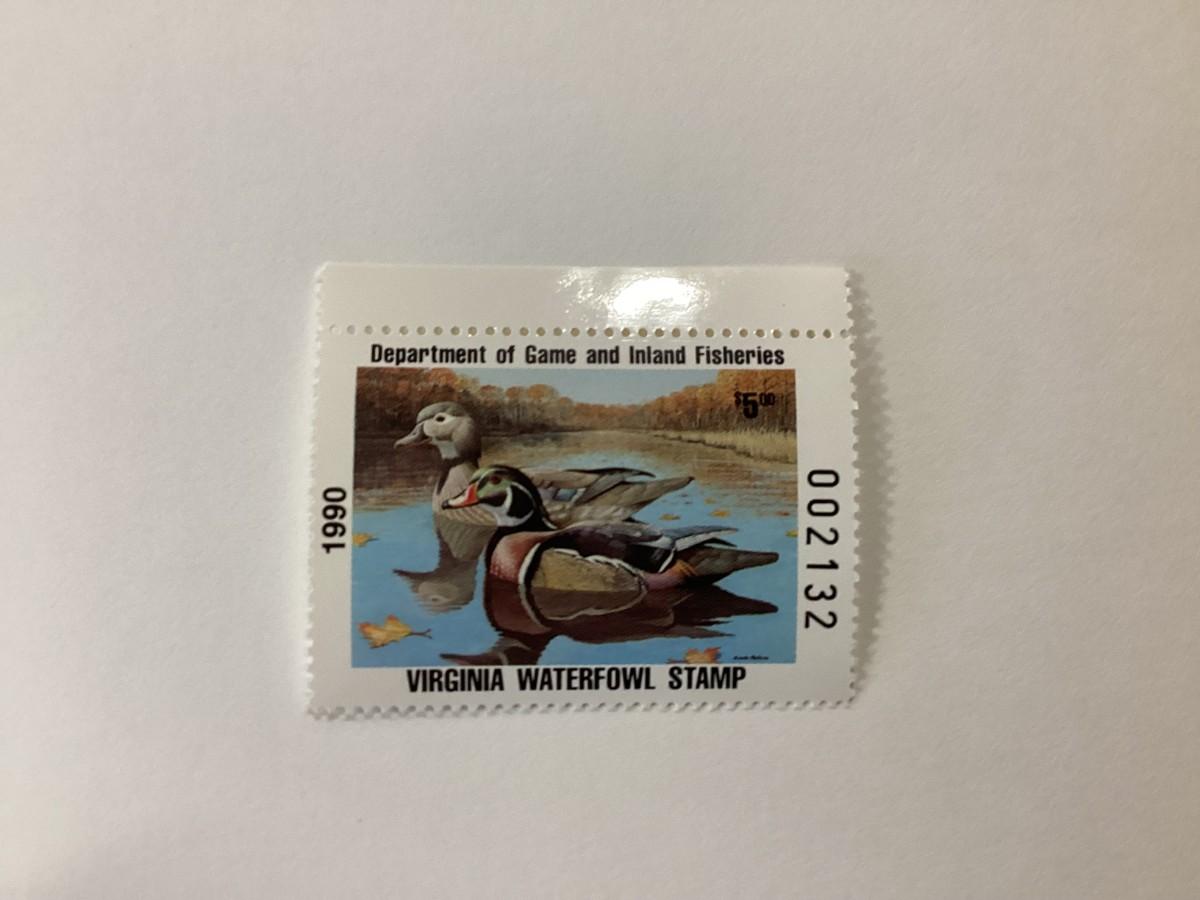 Department of Game and Inland Fisheries
$5.00
1990
002132
VIRGINIA WATERFOWL STAMP